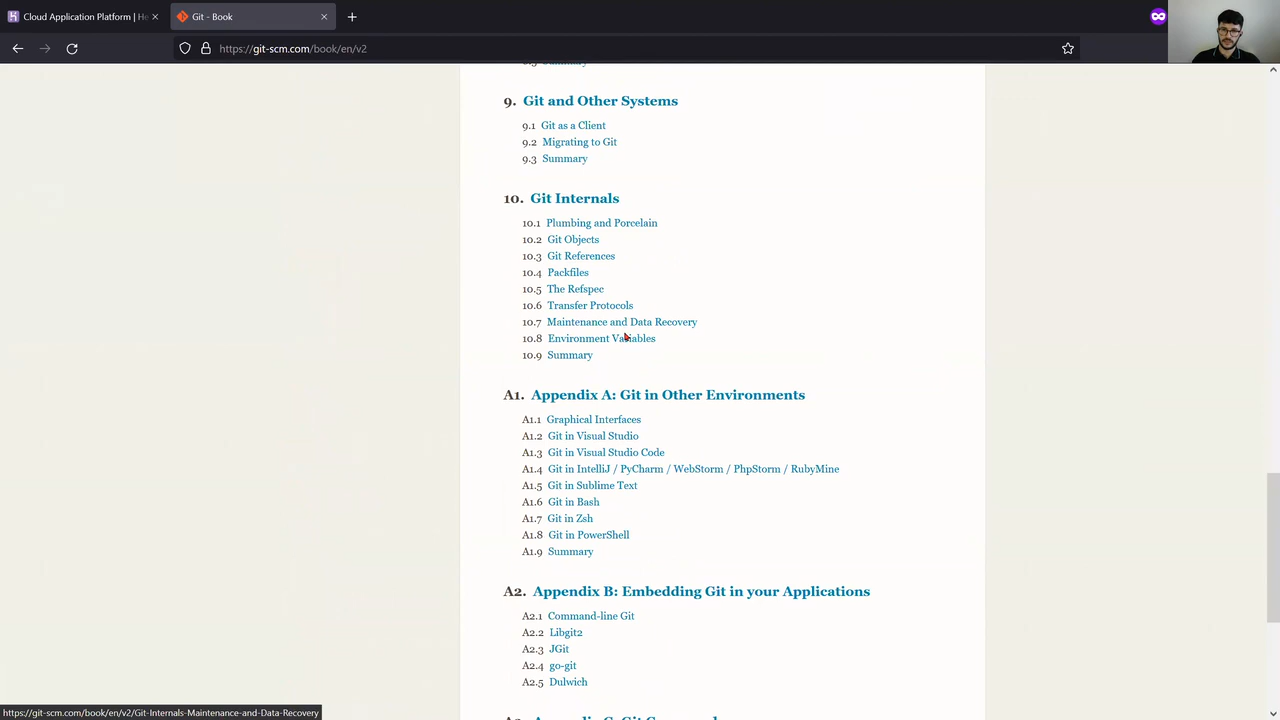 Cloud Application Platform | He
Git - Book
https://git-scm.com/book/en/v2
9. Git and Other Systems
9.1 Git as a Client
9.2 Migrating to Git
9.3 Summary
10. Git Internals
10.1 Plumbing and Porcelain
10.2 Git Objects
10.3 Git References
10.4 Packfiles
10.5 The Refspec
10.6 Transfer Protocols
10.7 Maintenance and Data Recovery
10.8 Environment Variables
10.9 Summary
A1. Appendix A: Git in Other Environments
A1.1 Graphical Interfaces
A1.2 Git in Visual Studio
A1.3 Git in Visual Studio Code
A1.4 Git in IntelliJ / PyCharm / WebStorm / PhpStorm / RubyMine
A1.5 Git in Sublime Text
A1.6 Git in Bash
A1.7 Git in Zsh
A1.8 Git in PowerShell
A1.9 Summary
A2. Appendix B: Embedding Git in your Applications
A2.1 Command-line Git
A2.2 Libgit2
A2.3 JGit
A2.4 go-git
A2.5 Dulwich
https://git-scm.com/book/en/v2/Git-Internals-Maintenance-and-Data-Recovery